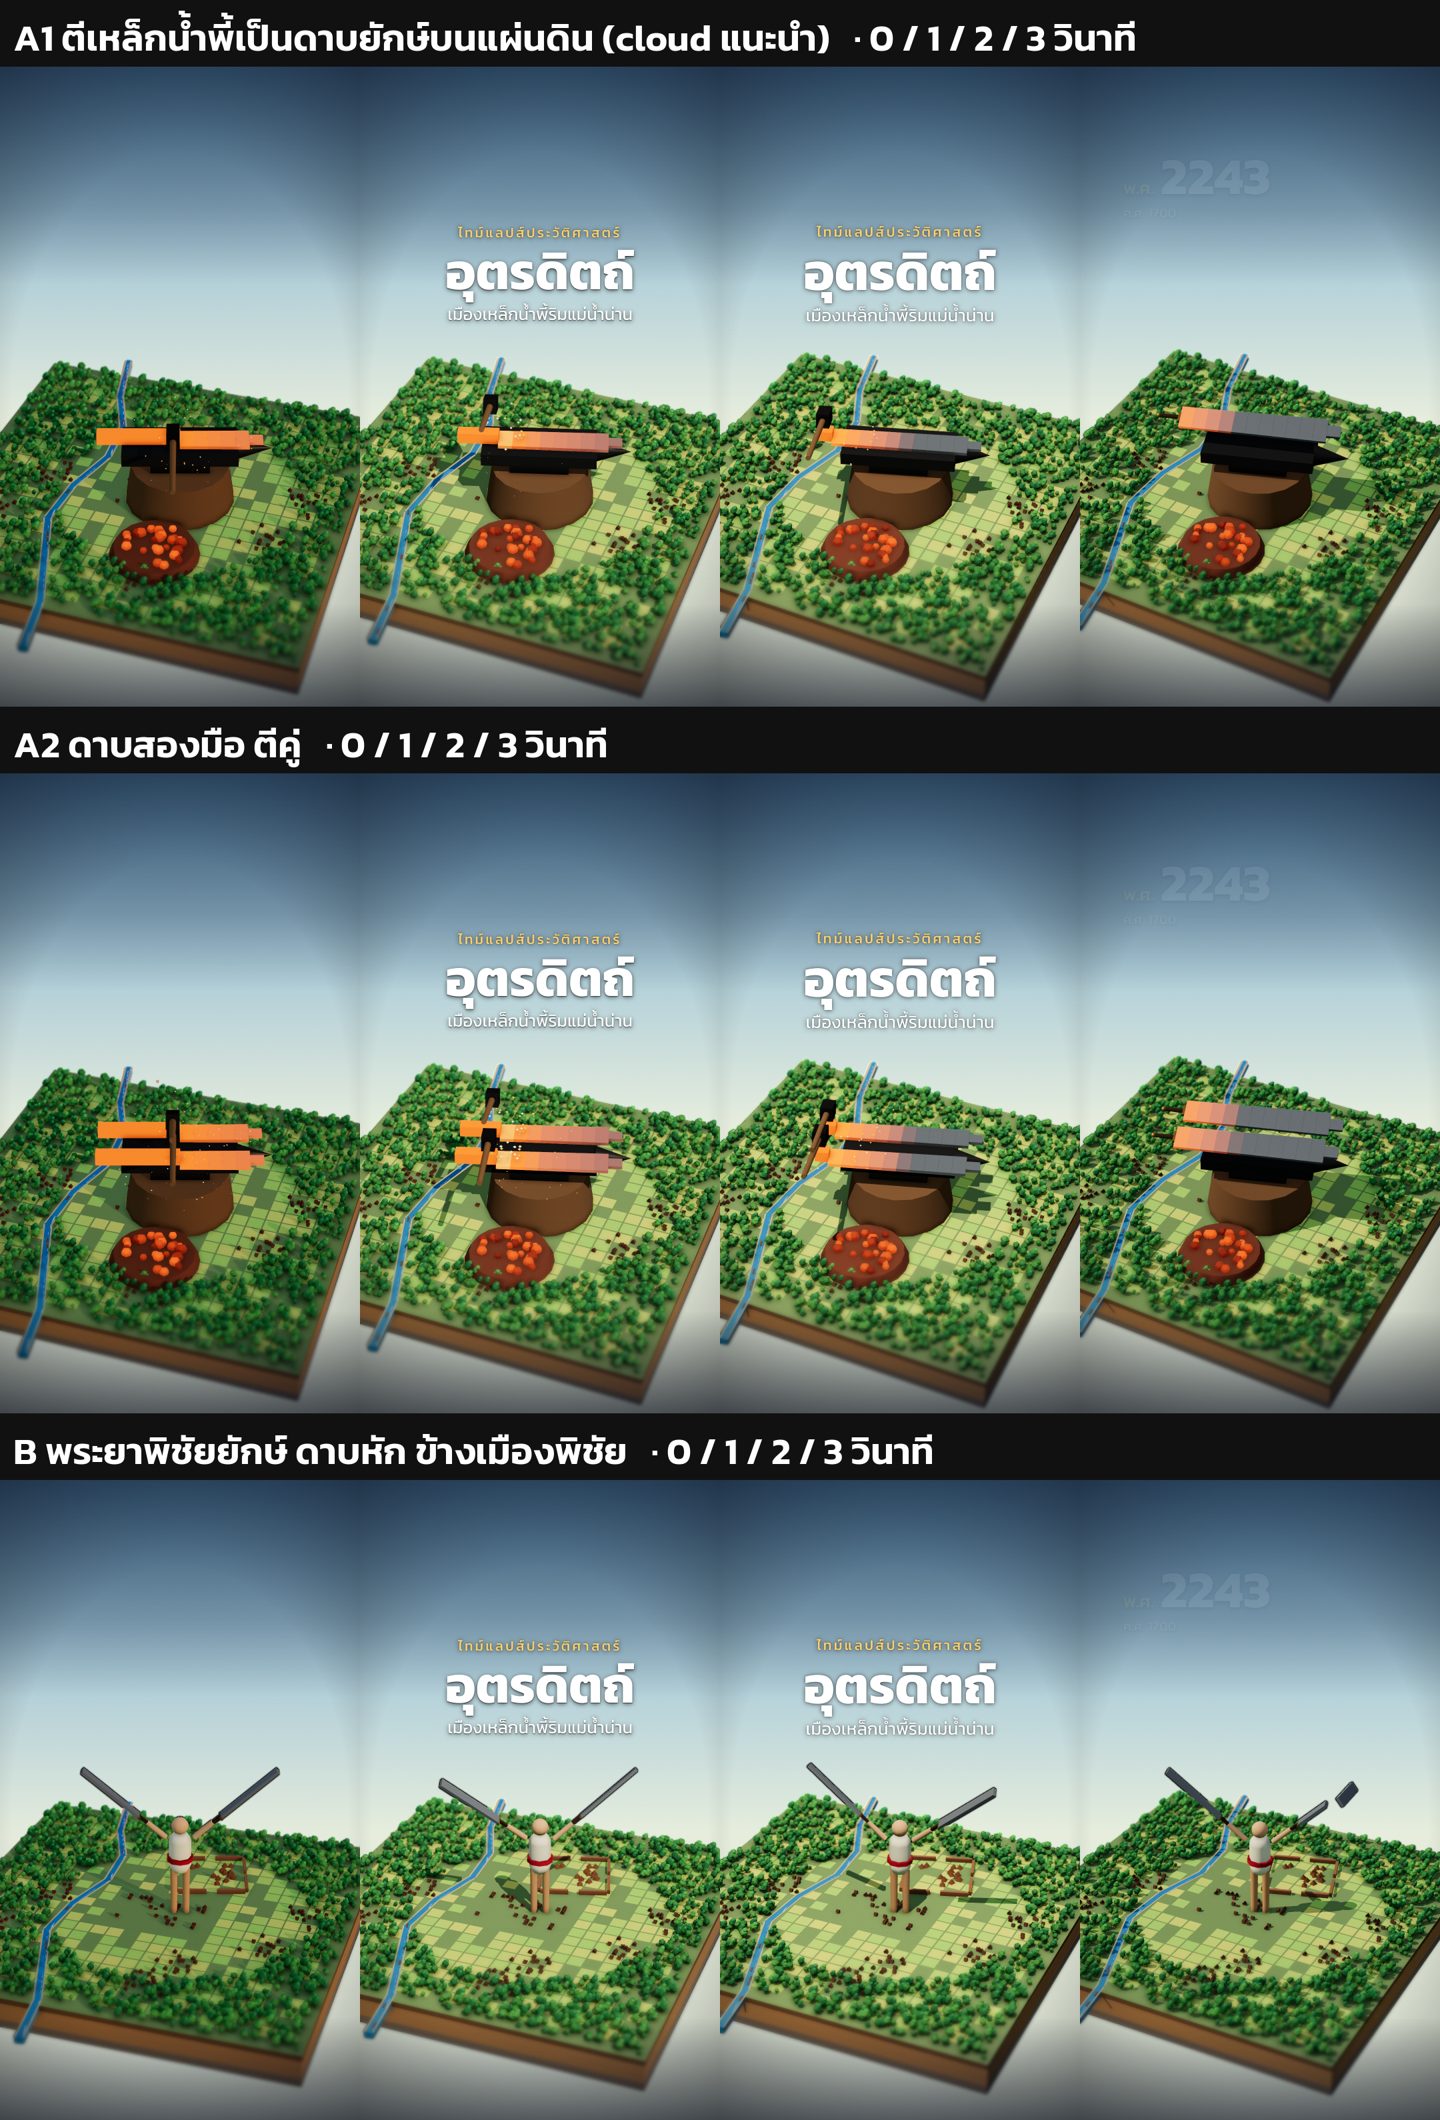 A1 ตีเหล็กน้ำพี้เป็นดาบยักษ์บนแผ่นดิน (cloud แนะนำ) · 0 / 1 / 2 / 3 วินาที
ไทม์แลปส์ประวัติศาสตร์
อุตรดิตถ์
เมืองเหล็กน้ำพี้ริมแม่น้ำน่าน
ไทม์แลปส์ประวัติศาสตร์
อุตรดิตถ์
เมืองเหล็กน้ำพี้ริมแม่น้ำน่าน
พ.ศ. 2243
ค.ศ. 1700
A2 ดาบสองมือ ตีคู่ · 0 / 1 / 2 / 3 วินาที
ไทม์แลปส์ประวัติศาสตร์
อุตรดิตถ์
เมืองเหล็กน้ำพี้ริมแม่น้ำน่าน
ไทม์แลปส์ประวัติศาสตร์
อุตรดิตถ์
เมืองเหล็กน้ำพี้ริมแม่น้ำน่าน
พ.ศ. 2243
ค.ศ. 1700
B พระยาพิชัยยักษ์ ดาบหัก ข้างเมืองพิชัย · 0 / 1 / 2 / 3 วินาที
ไทม์แลปส์ประวัติศาสตร์
อุตรดิตถ์
เมืองเหล็กน้ำพี้ริมแม่น้ำน่าน
ไทม์แลปส์ประวัติศาสตร์
อุตรดิตถ์
เมืองเหล็กน้ำพี้ริมแม่น้ำน่าน
พ.ศ. 2243
ค.ศ. 1700